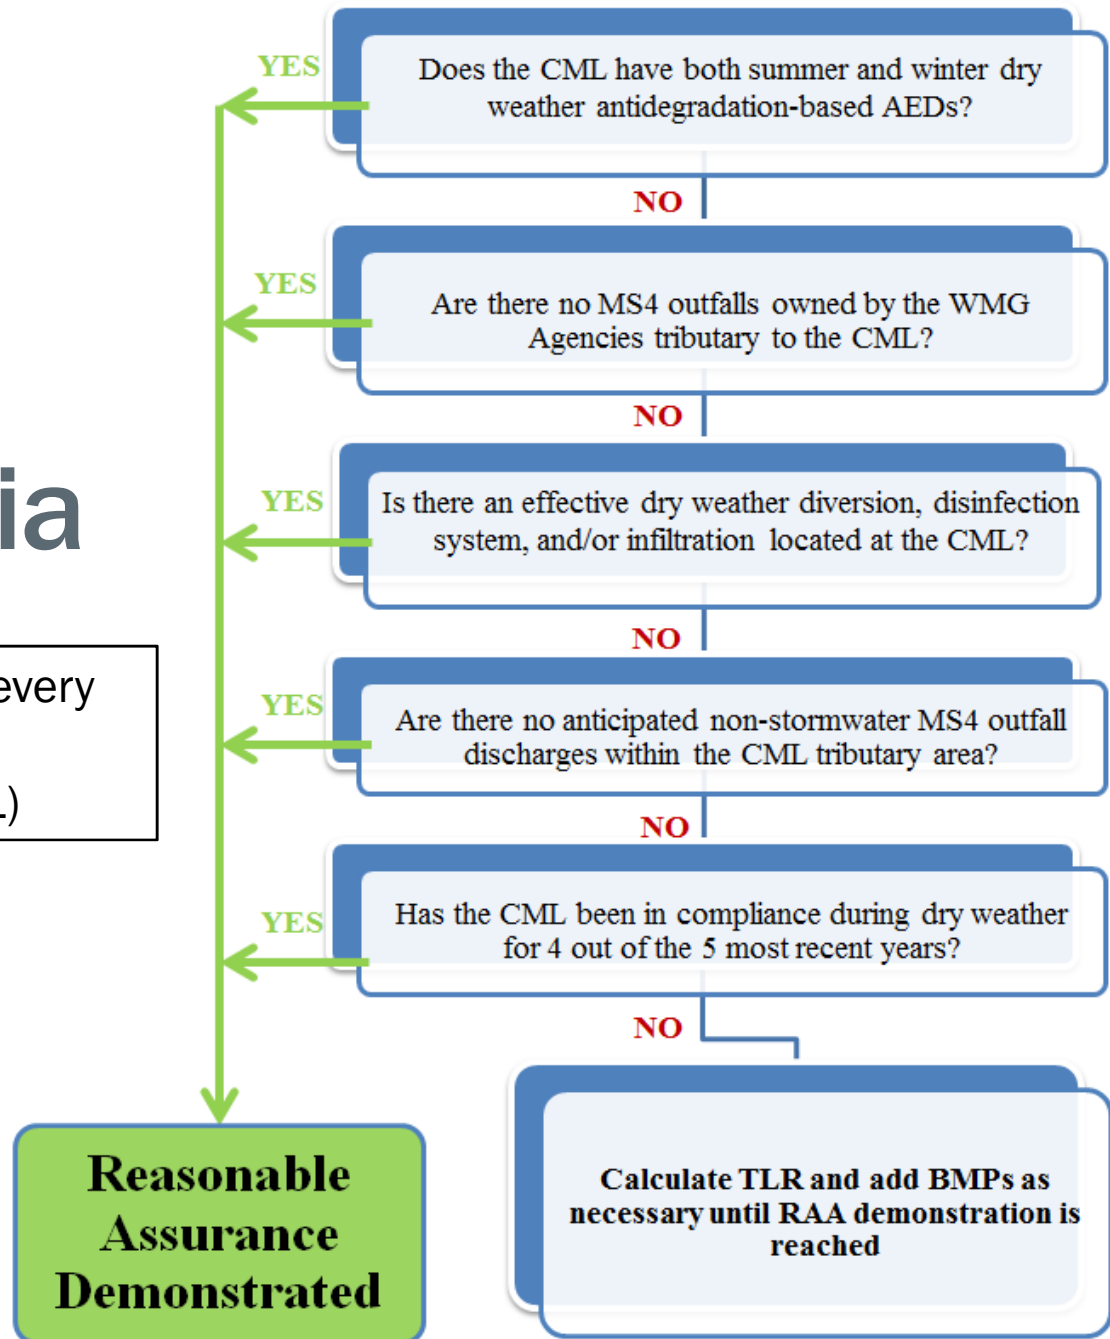 YES
Does the CML have both summer and winter dry
weather antidegradation-based AEDs?
NO
YES
Are there no MS4 outfalls owned by the WMG
Agencies tributary to the CML?
NO
ia
YES
Is there an effective dry weather diversion, disinfection
system, and/or infiltration located at the CML?
NO
every
YES
Are there no anticipated non-stormwater MS4 outfall
discharges within the CML tributary area?
)
NO
YES
Has the CML been in compliance during dry weather
for 4 out of the 5 most recent years?
NO
Reasonable
Assurance
Demonstrated
Calculate TLR and add BMPs as
necessary until RAA demonstration is
reached